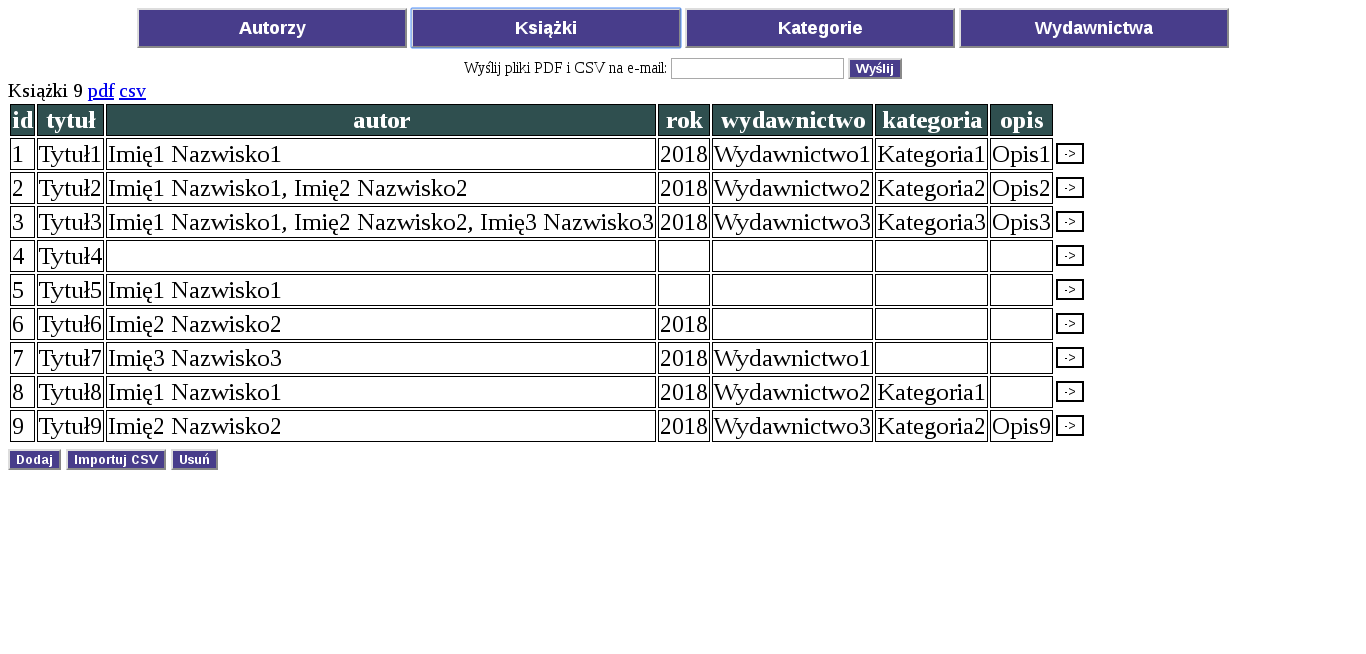 Autorzy Książki Kategorie Wydawnictwa
Wyślij pliki PDF i CSV na e-mail: Wyślij
Książki 9 pdf csv
id tytuł autor rok wydawnictwo kategoria opis
1 Tytuł1 Imię1 Nazwisko1 2018 Wydawnictwo1 Kategoria1 Opis1 ->
2 Tytuł2 Imię1 Nazwisko1, Imię2 Nazwisko2 2018 Wydawnictwo2 Kategoria2 Opis2 ->
3 Tytuł3 Imię1 Nazwisko1, Imię2 Nazwisko2, Imię3 Nazwisko3 2018 Wydawnictwo3 Kategoria3 Opis3 ->
4 Tytuł4 ->
5 Tytuł5 Imię1 Nazwisko1 ->
6 Tytuł6 Imię2 Nazwisko2 2018 ->
7 Tytuł7 Imię3 Nazwisko3 2018 Wydawnictwo1 ->
8 Tytuł8 Imię1 Nazwisko1 2018 Wydawnictwo2 Kategoria1 ->
9 Tytuł9 Imię2 Nazwisko2 2018 Wydawnictwo3 Kategoria2 Opis9 ->
Dodaj Importuj CSV Usuń